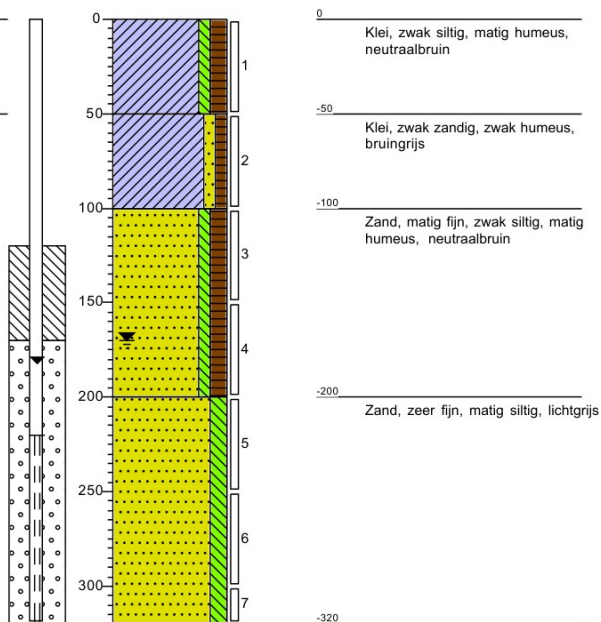 0
50
100
150
200
250
300
1
2
3
4
5
6
7
0
Klei, zwak siltig, matig humeus,
neutraalbruin
-50
Klei, zwak zandig, zwak humeus,
bruingrijs
-100
Zand, matig fijn, zwak siltig, matig
humeus, neutraalbruin
-200
Zand, zeer fijn, matig siltig, lichtgrijs
-320